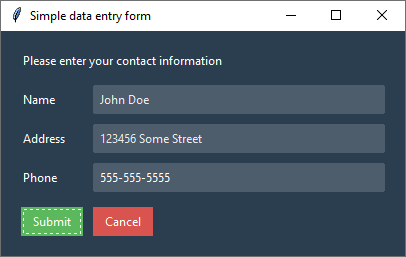 Simple data entry form
Please enter your contact information
Name John Doe
Address 123456 Some Street
Phone 555-555-5555
Submit Cancel